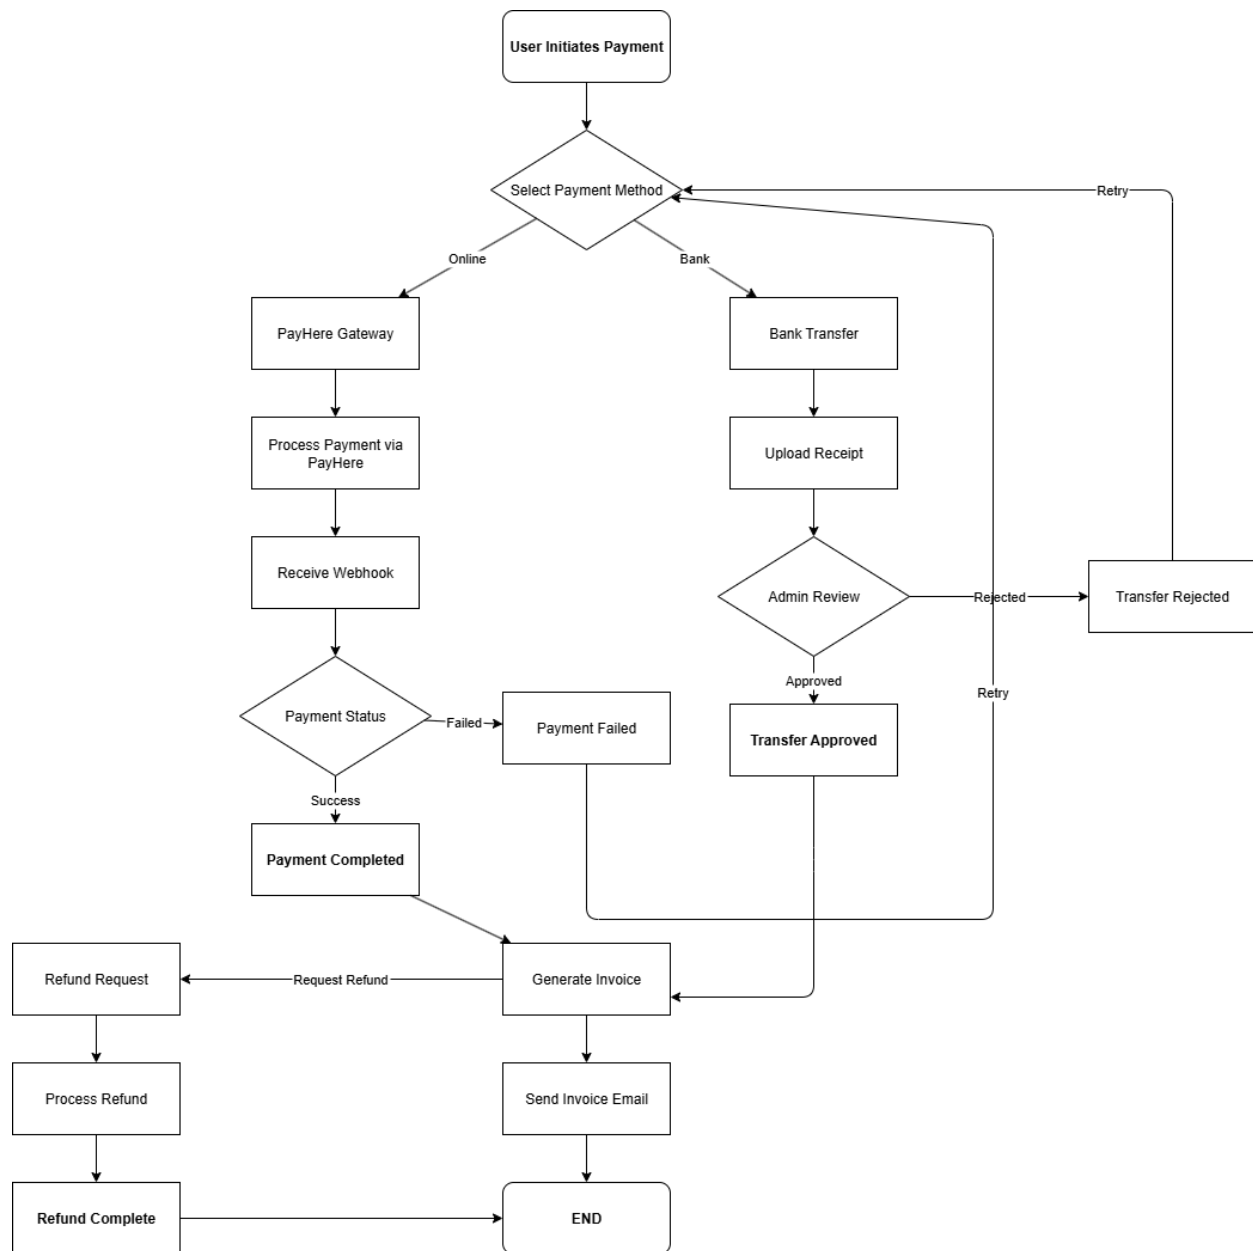 User Initiates Payment
Select Payment Method
Retry
Online
Bank
PayHere Gateway
Bank Transfer
Process Payment via
PayHere
Upload Receipt
Receive Webhook
Admin Review
Rejected
Transfer Rejected
Approved
Retry
Payment Status
Failed
Payment Failed
Transfer Approved
Success
Payment Completed
Refund Request
Request Refund
Generate Invoice
Process Refund
Send Invoice Email
Refund Complete
END